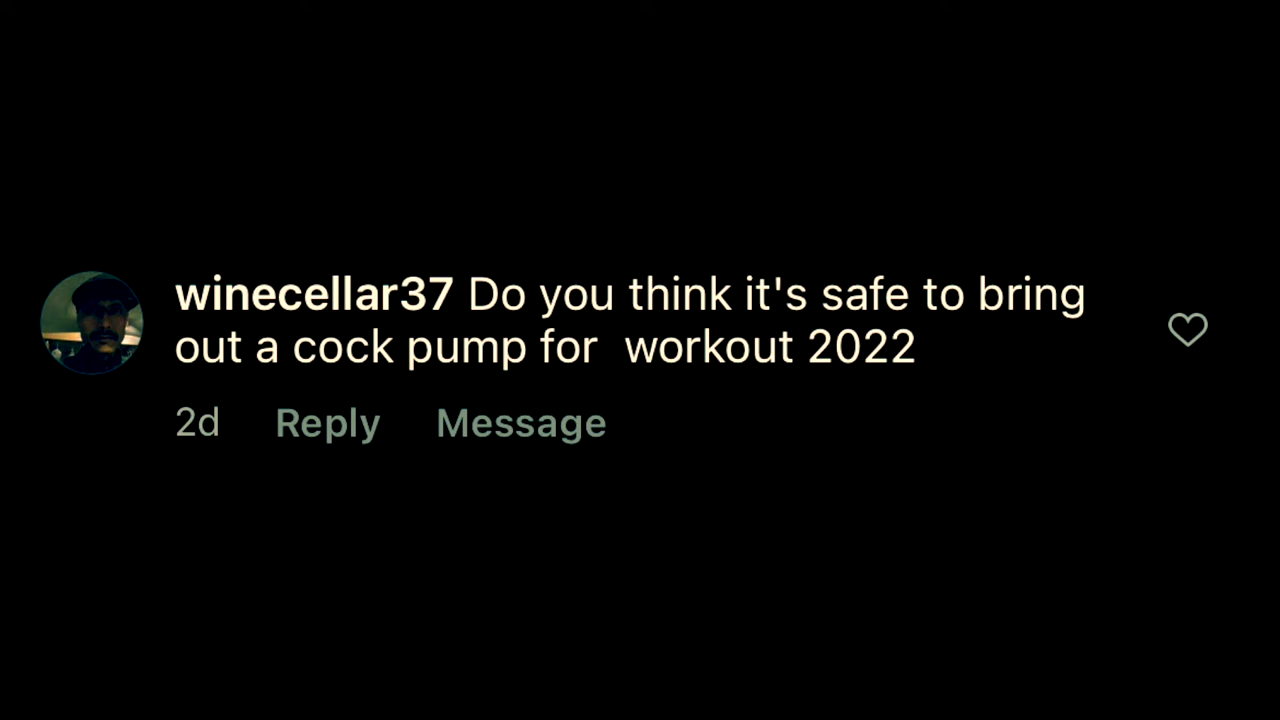 winecellar37 Do you think it's safe to bring
out a cock pump for  workout 2022
2d Reply Message